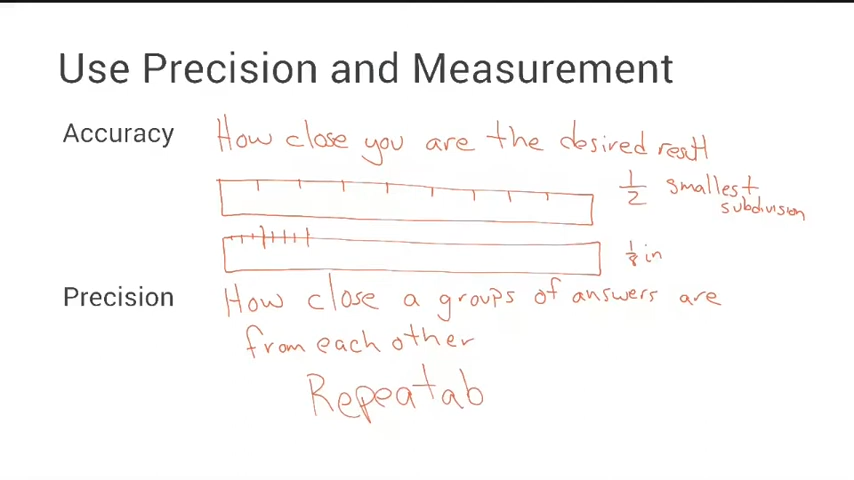 Use Precision and Measurement
Accuracy
How close you are the desired result
1/2 smallest
subdivision
1/8 in
Precision
How close a groups of answers are
from each other
Repeatab